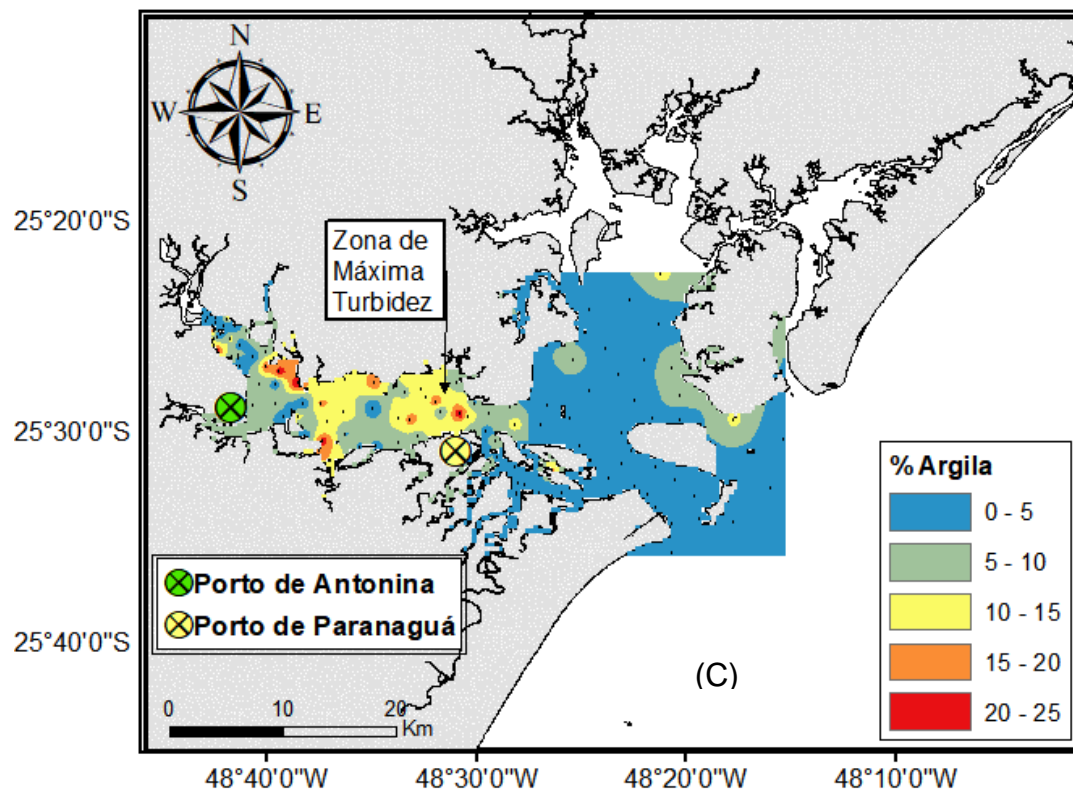 N
W
E
S
25°20'0"S
25°30'0"S
25°40'0"S
Zona de
Máxima
Turbidez
% Argila
0 - 5
5 - 10
10 - 15
15 - 20
20 - 25
Porto de Antonina
Porto de Paranaguá
(C)
0
10
20
Km
48°40'0"W
48°30'0"W
48°20'0"W
48°10'0"W